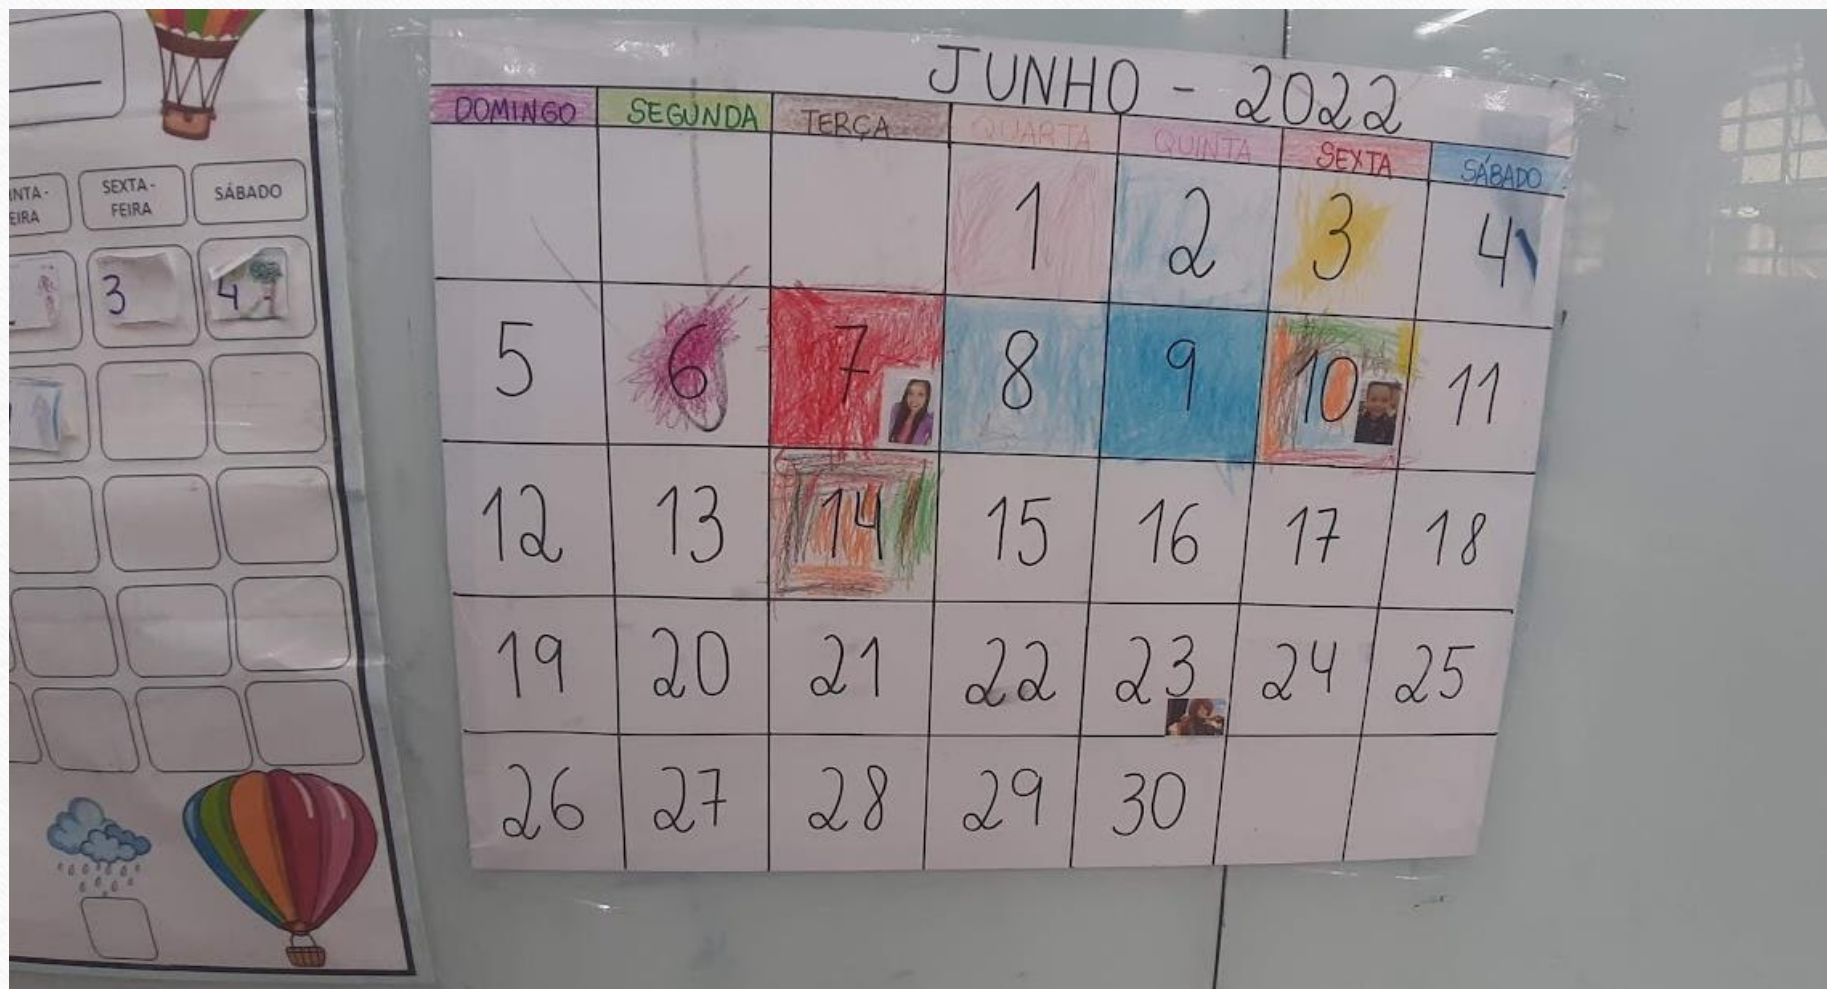 SEXTA-
FEIRA
SÁBADO
3
4
JUNHO - 2022
DOMINGO SEGUNDA TERÇA QUARTA QUINTA SEXTA SÁBADO
1 2 3 4
5 6 7 8 9 10 11
12 13 14 15 16 17 18
19 20 21 22 23 24 25
26 27 28 29 30